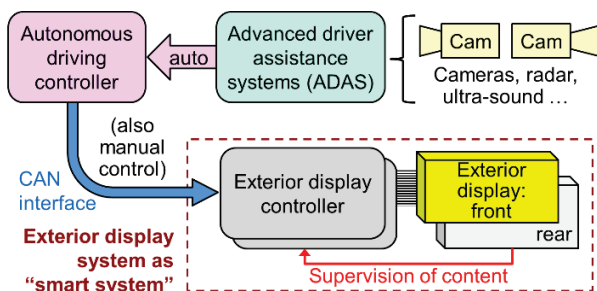 Autonomous
driving
controller
auto
Advanced driver
assistance
systems (ADAS)
Cam
Cam
Cameras, radar,
ultra-sound ...
(also
manual
control)
CAN
interface
Exterior display
controller
Exterior
display:
front
rear
Exterior display
system as
“smart system”
Supervision of content